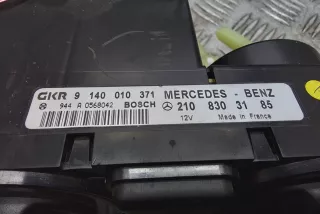 GKR 9 140 010 371 MERCEDES - BENZ
944 A 0568042 BOSCH 210 830 31 85
12V Made in France